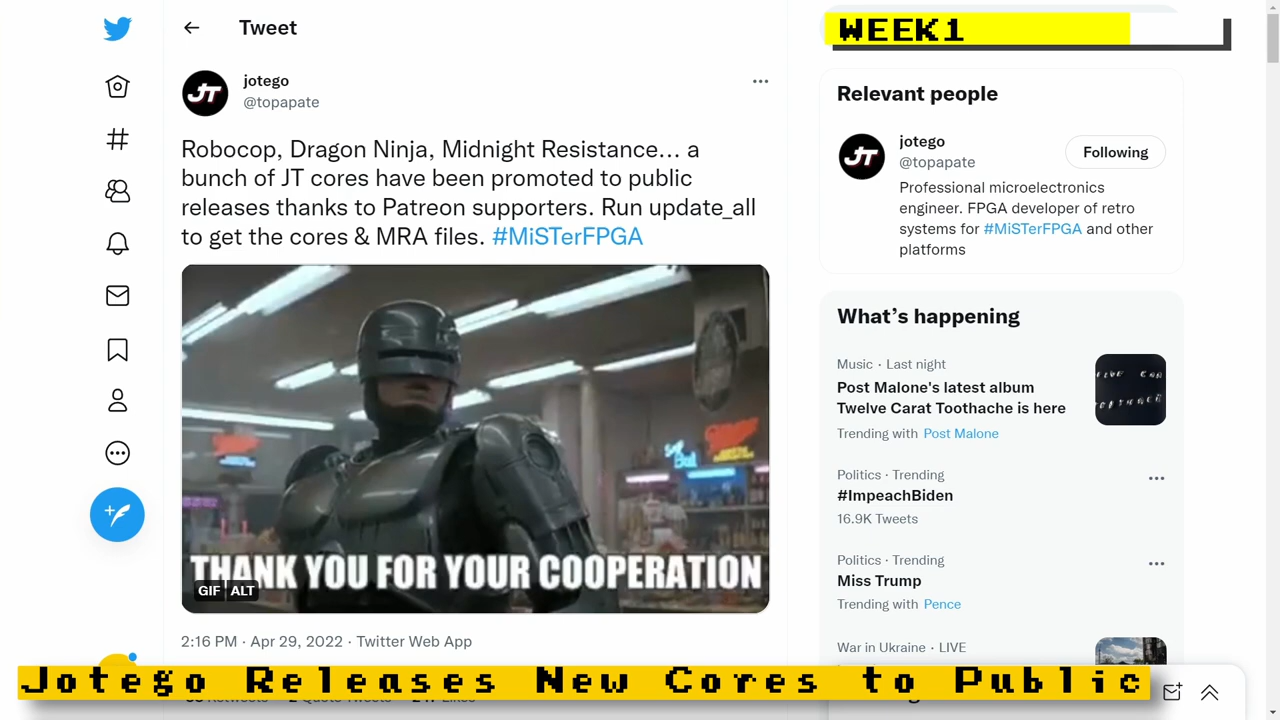 Tweet
WEEK1
JT
jotego
@topapate
Robocop, Dragon Ninja, Midnight Resistance... a
bunch of JT cores have been promoted to public
releases thanks to Patreon supporters. Run update_all
to get the cores & MRA files. #MiSTerFPGA
THANK YOU FOR YOUR COOPERATION
GIF ALT
2:16 PM · Apr 29, 2022 · Twitter Web App
Relevant people
JT
jotego
@topapate
Following
Professional microelectronics
engineer. FPGA developer of retro
systems for #MiSTerFPGA and other
platforms
What's happening
Music · Last night
Post Malone's latest album
Twelve Carat Toothache is here
Trending with Post Malone
Politics · Trending
#ImpeachBiden
16.9K Tweets
Politics · Trending
Miss Trump
Trending with Pence
War in Ukraine · LIVE
Jotego Releases New Cores to Public